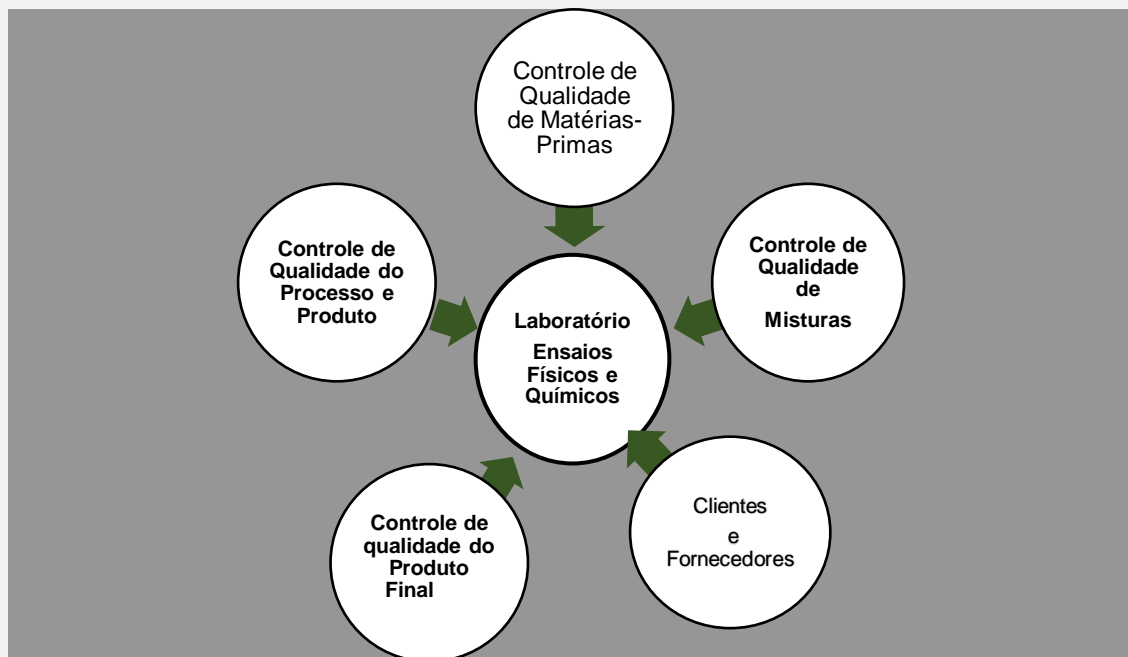 Controle de
Qualidade
de Matérias-
Primas
Controle de
Qualidade do
Processo e
Produto
Controle de
Qualidade
de
Misturas
Laboratório
Ensaios
Físicos e
Químicos
Controle de
qualidade do
Produto
Final
Clientes
e
Fornecedores